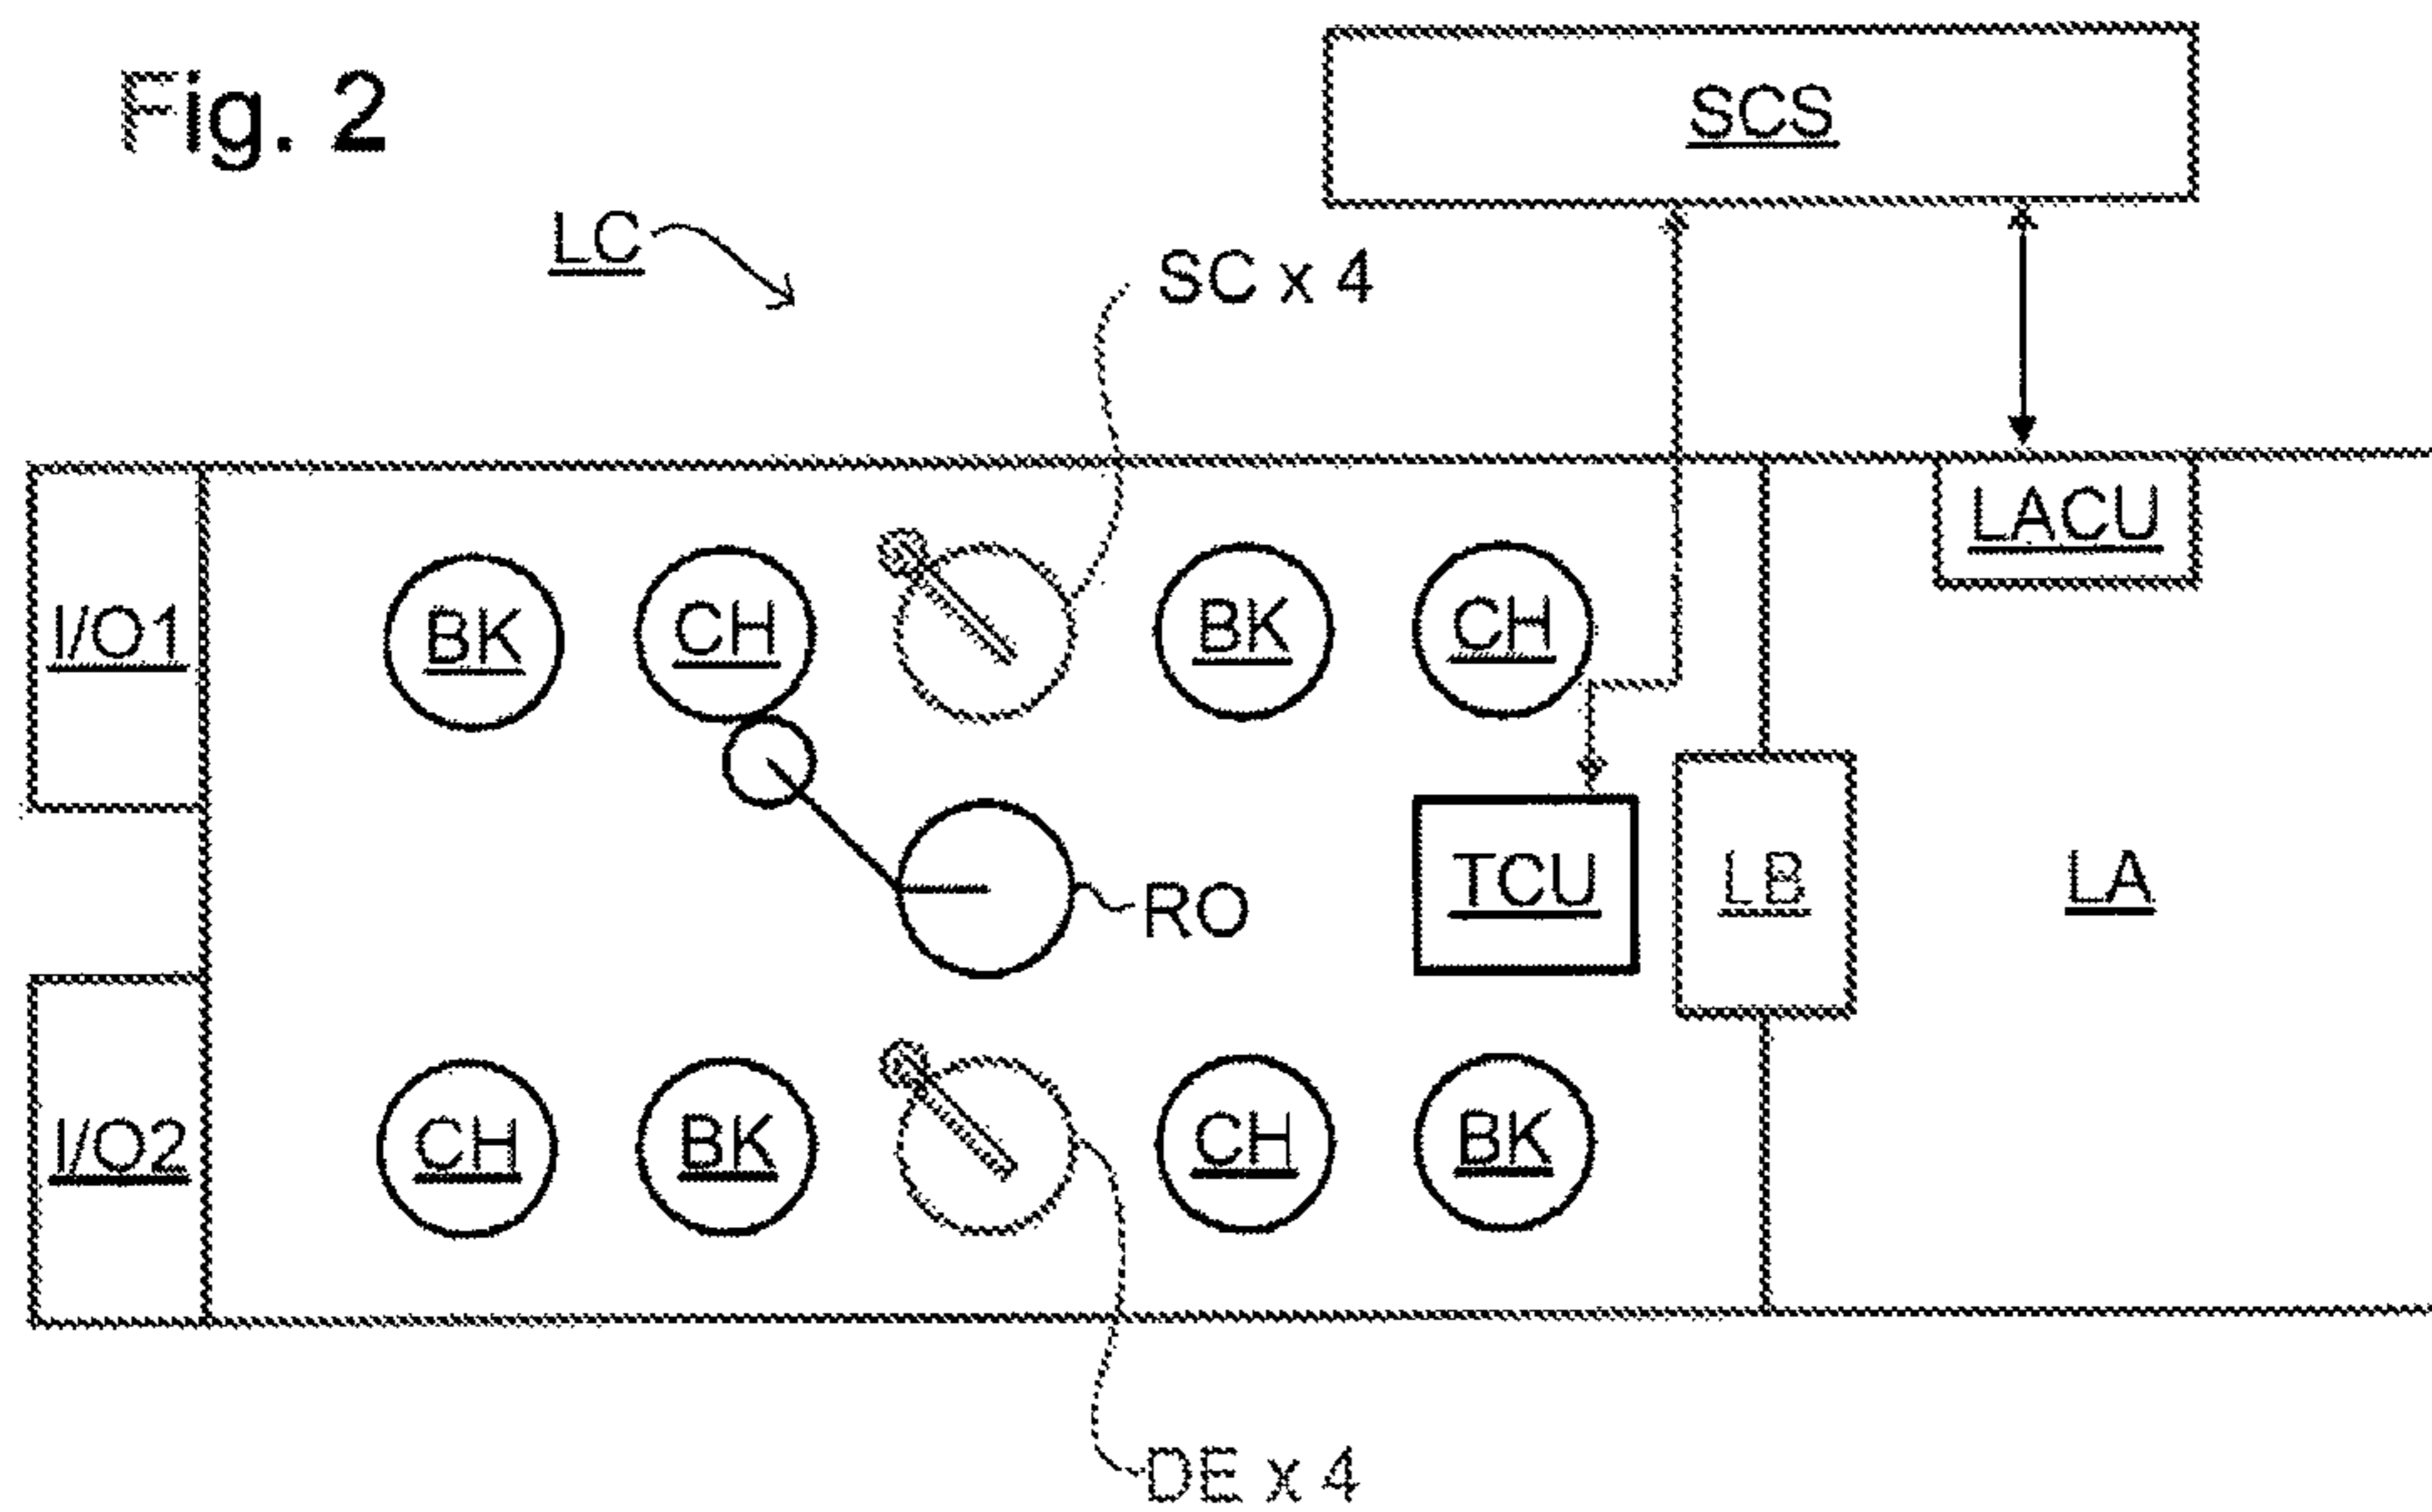 Fig. 2
SCS
LC
SC x 4
LACU
I/O1
BK
CH
BK
CH
TCU
LB
LA
RO
I/O2
CH
BK
CH
BK
DE x 4